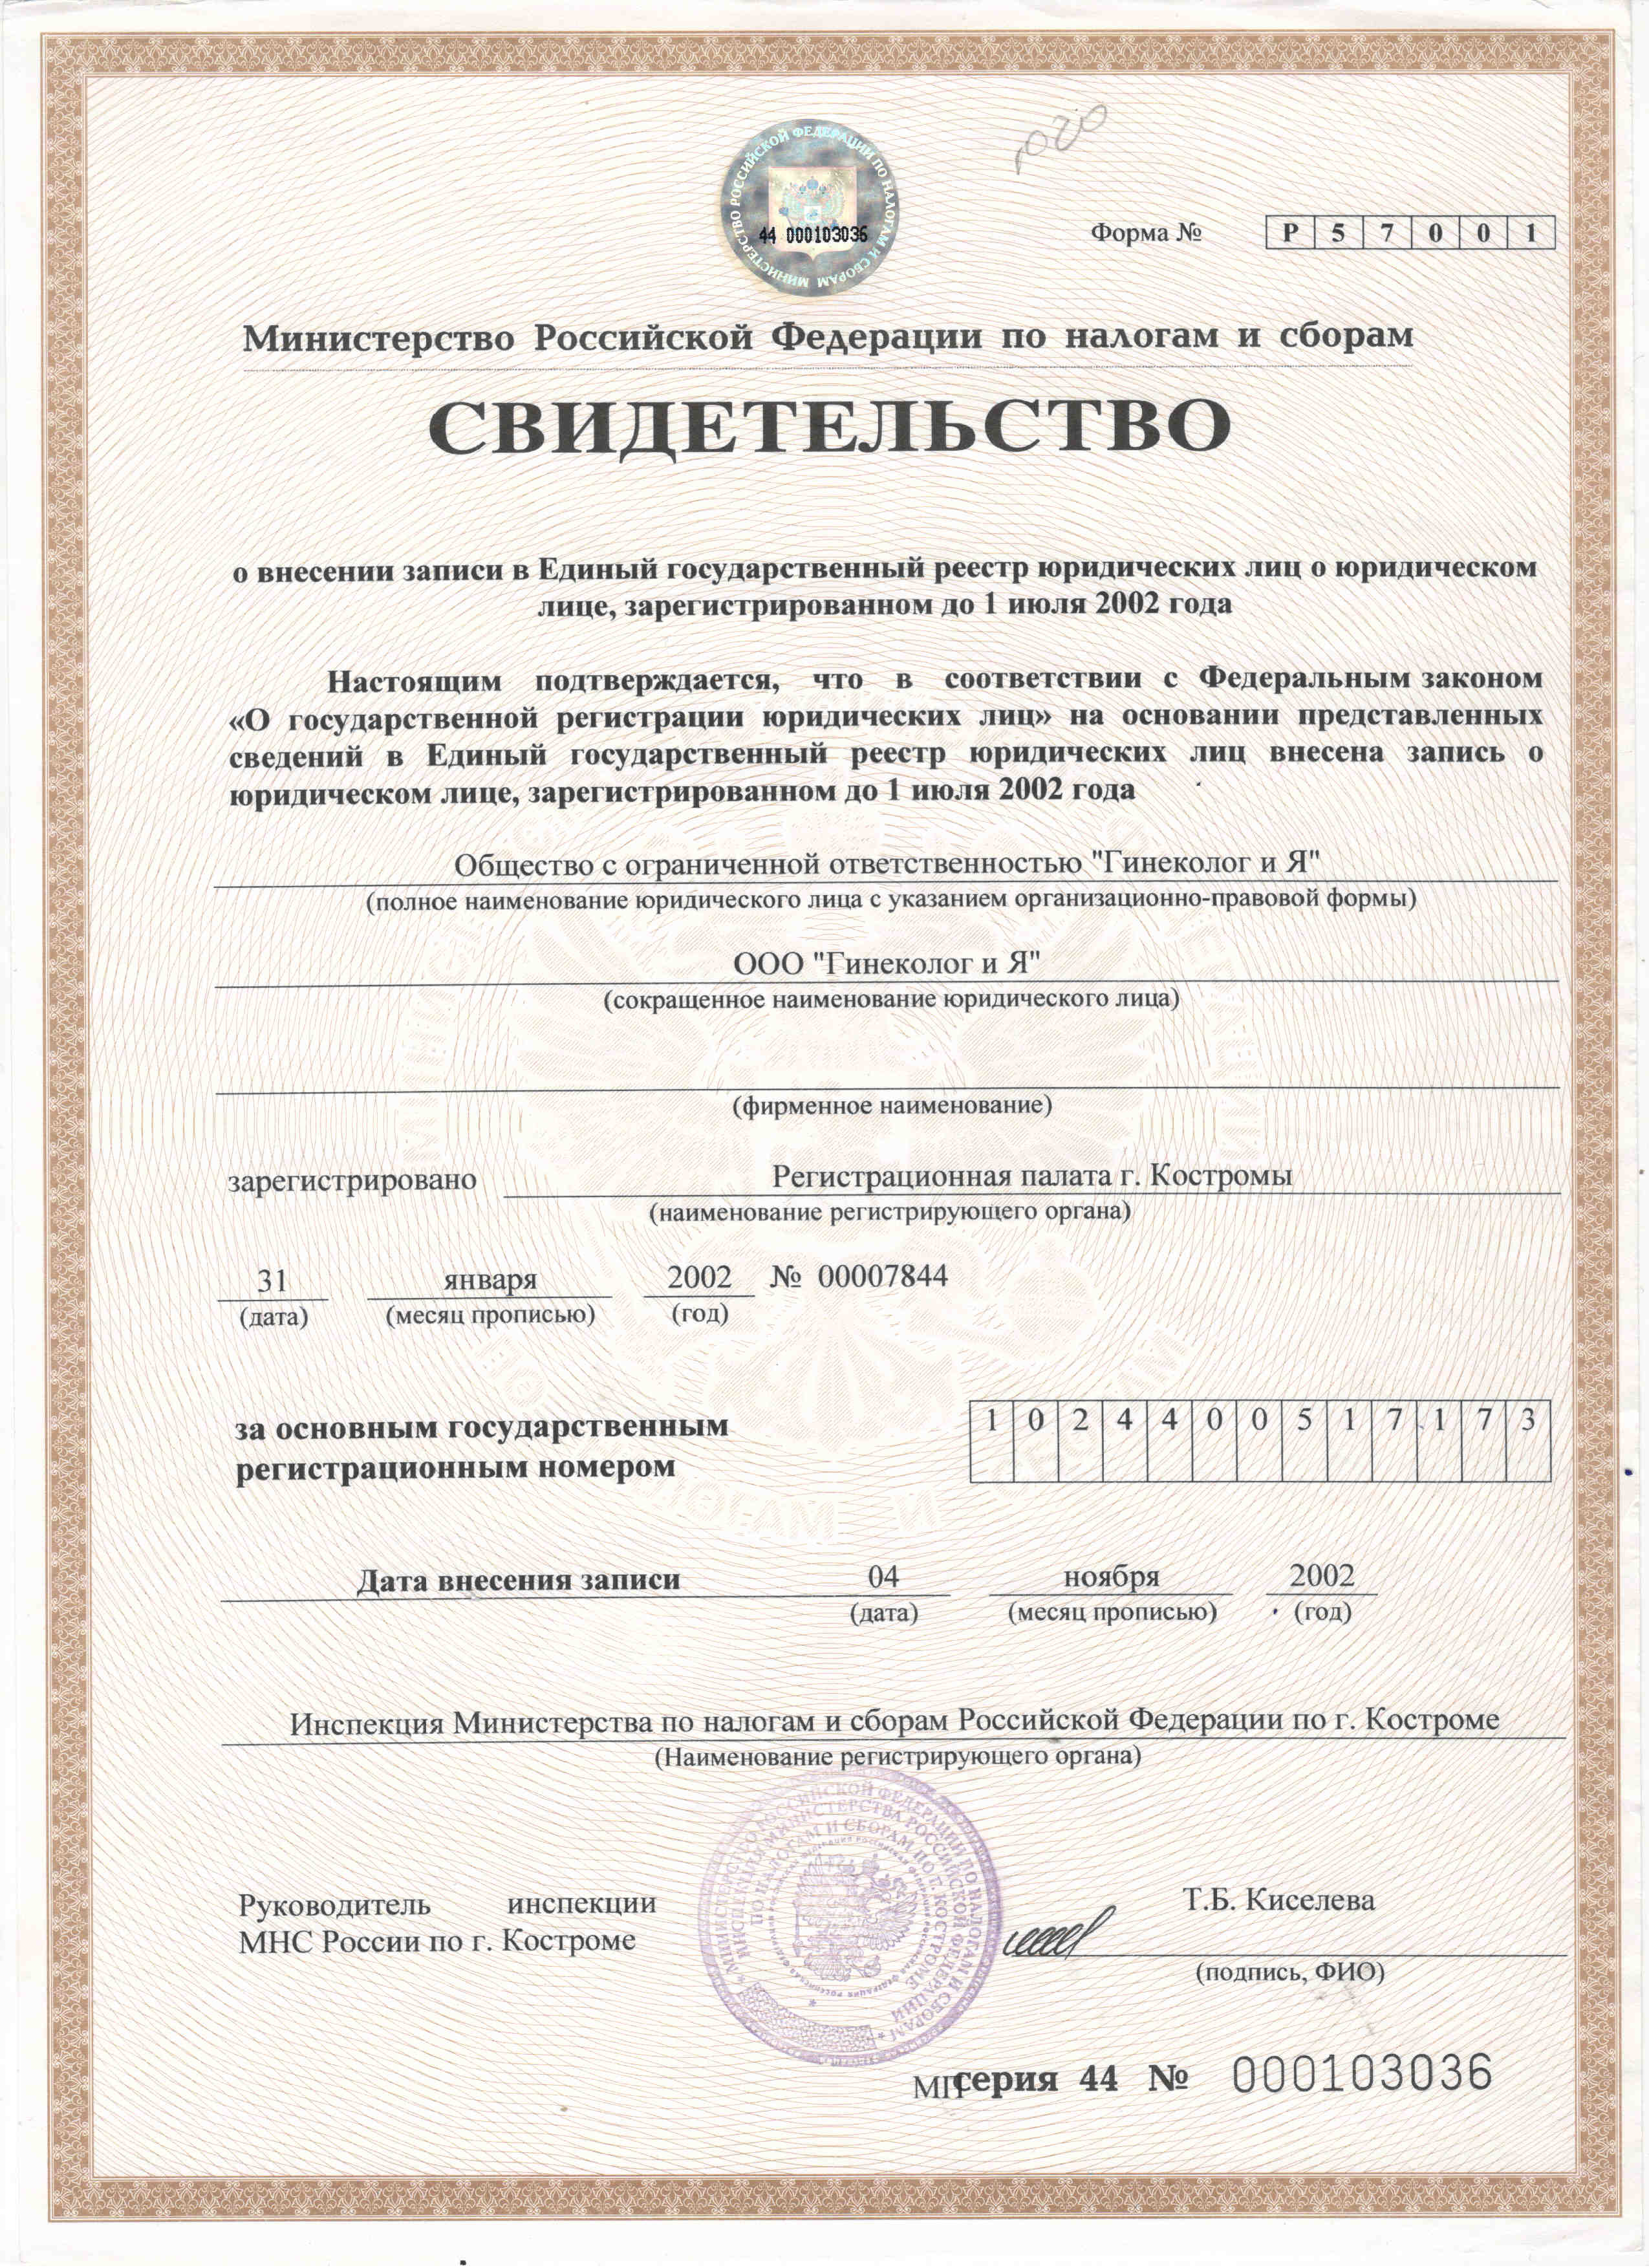 МИНИСТЕРСТВО РОССИЙСКОЙ ФЕДЕРАЦИИ ПО НАЛОГАМ И СБОРАМ
44 000103036
Форма № Р 5 7 0 0 1
Министерство Российской Федерации по налогам и сборам
СВИДЕТЕЛЬСТВО
о внесении записи в Единый государственный реестр юридических лиц о юридическом
лице, зарегистрированном до 1 июля 2002 года
Настоящим подтверждается, что в соответствии с Федеральным законом
«О государственной регистрации юридических лиц» на основании представленных
сведений в Единый государственный реестр юридических лиц внесена запись о
юридическом лице, зарегистрированном до 1 июля 2002 года
Общество с ограниченной ответственностью "Гинеколог и Я"
(полное наименование юридического лица с указанием организационно-правовой формы)
ООО "Гинеколог и Я"
(сокращенное наименование юридического лица)
(фирменное наименование)
зарегистрировано Регистрационная палата г. Костромы
(наименование регистрирующего органа)
31 января 2002 № 00007844
(дата) (месяц прописью) (год)
за основным государственным 1 0 2 4 4 0 0 5 1 7 1 7 3
регистрационным номером
Дата внесения записи 04 ноября 2002
(дата) (месяц прописью) (год)
Инспекция Министерства по налогам и сборам Российской Федерации по г. Костроме
(Наименование регистрирующего органа)
Руководитель инспекции Т.Б. Киселева
МНС России по г. Костроме
(подпись, ФИО)
МП серия 44 № 000103036